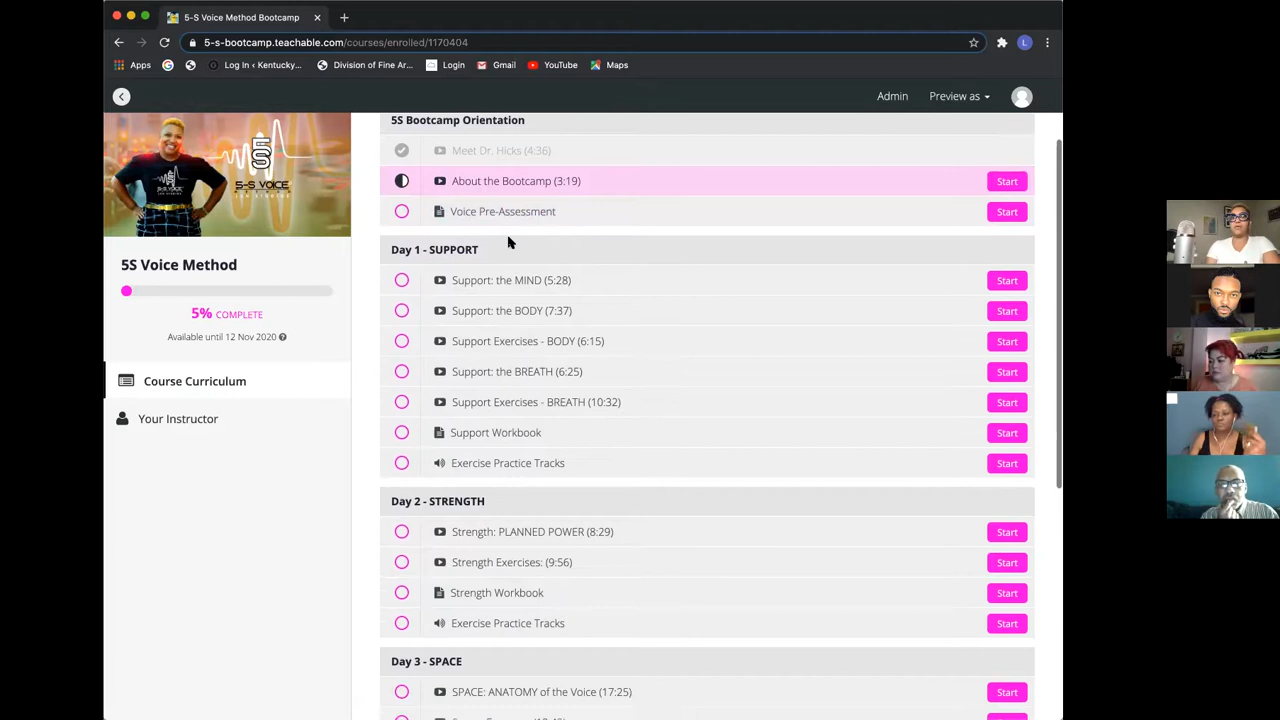 5-S Voice Method Bootcamp
5-s-bootcamp.teachable.com/courses/enrolled/1170404
L
Apps
Log In ‹ Kentucky...
Division of Fine Ar...
Login
Gmail
YouTube
Maps
Admin
Preview as
5S Bootcamp Orientation
Meet Dr. Hicks (4:36)
About the Bootcamp (3:19)
Start
Voice Pre-Assessment
Start
5S
5-S VOICE
5S
5-S VOICE
METHOD
5S Voice Method
5% COMPLETE
Available until 12 Nov 2020
Course Curriculum
Your Instructor
Day 1 - SUPPORT
Support: the MIND (5:28)
Start
Support: the BODY (7:37)
Start
Support Exercises - BODY (6:15)
Start
Support: the BREATH (6:25)
Start
Support Exercises - BREATH (10:32)
Start
Support Workbook
Start
Exercise Practice Tracks
Start
Day 2 - STRENGTH
Strength: PLANNED POWER (8:29)
Start
Strength Exercises: (9:56)
Start
Strength Workbook
Start
Exercise Practice Tracks
Start
Day 3 - SPACE
SPACE: ANATOMY of the Voice (17:25)
Start